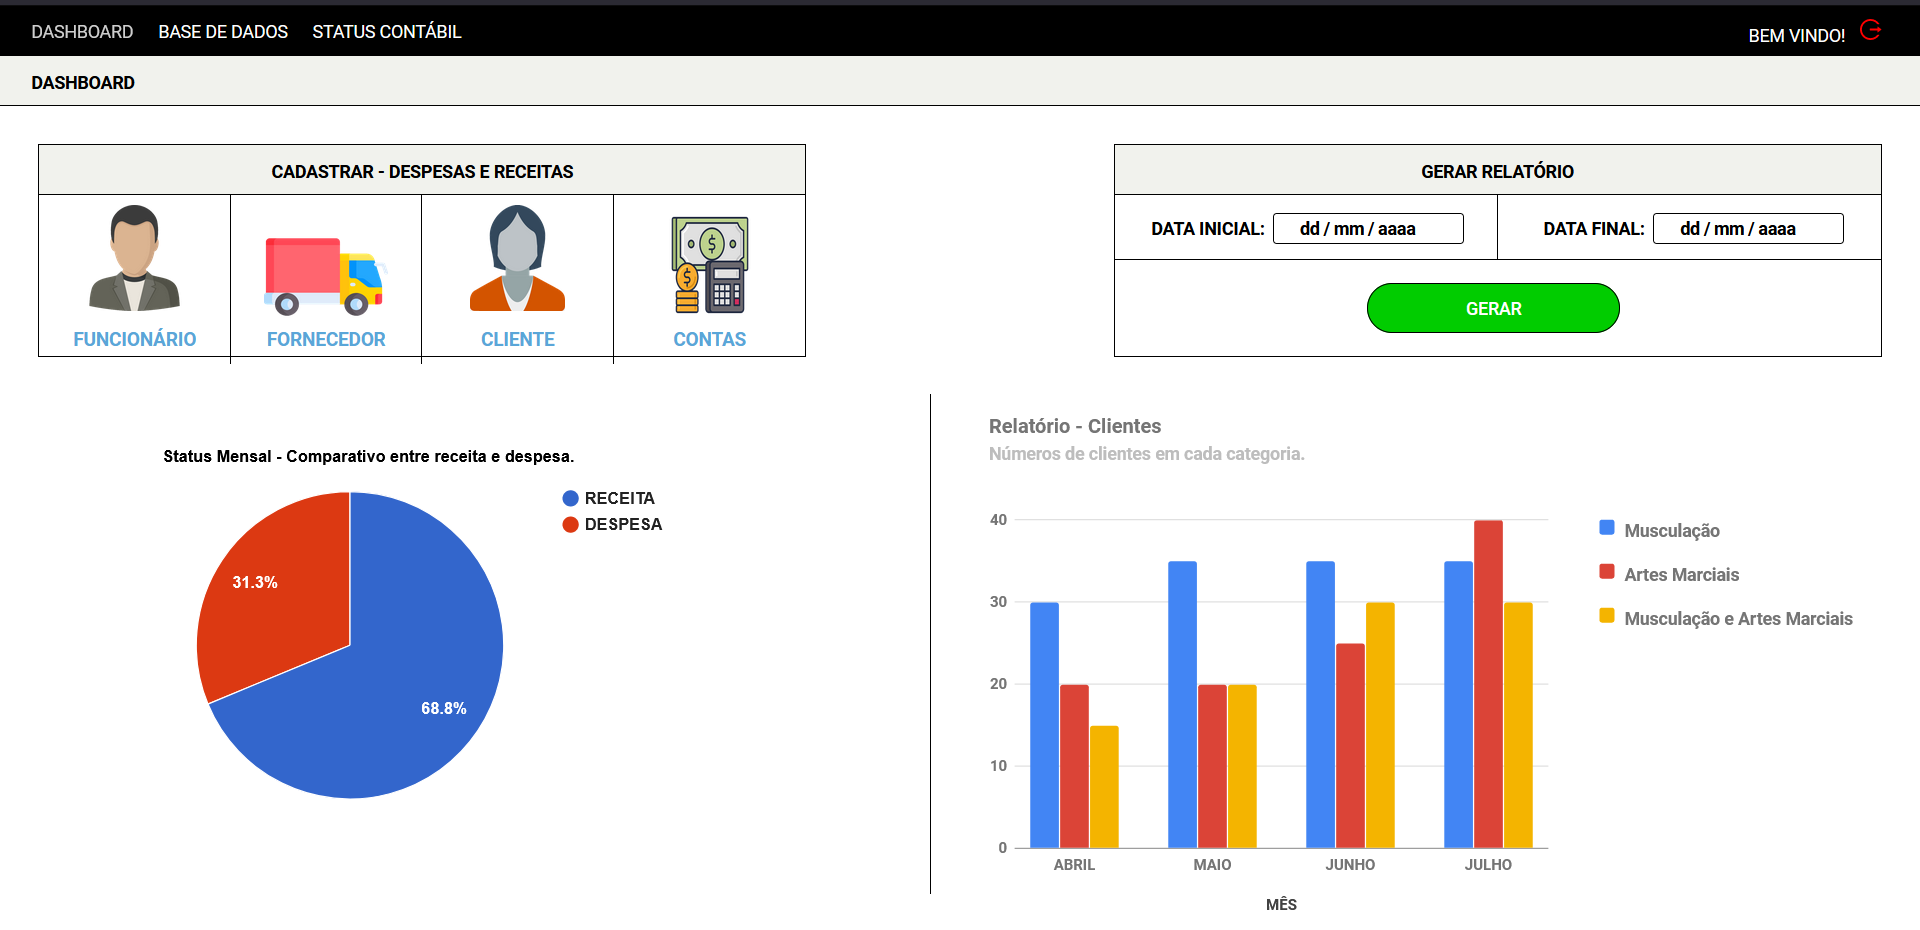 DASHBOARD BASE DE DADOS STATUS CONTÁBIL BEM VINDO!
DASHBOARD
CADASTRAR - DESPESAS E RECEITAS
FUNCIONÁRIO FORNECEDOR CLIENTE CONTAS
GERAR RELATÓRIO
DATA INICIAL: dd / mm / aaaa DATA FINAL: dd / mm / aaaa
GERAR
Status Mensal - Comparativo entre receita e despesa.
RECEITA
DESPESA
31.3%
68.8%
Relatório - Clientes
Números de clientes em cada categoria.
40
30
20
10
0
ABRIL MAIO JUNHO JULHO
MÊS
Musculação
Artes Marciais
Musculação e Artes Marciais